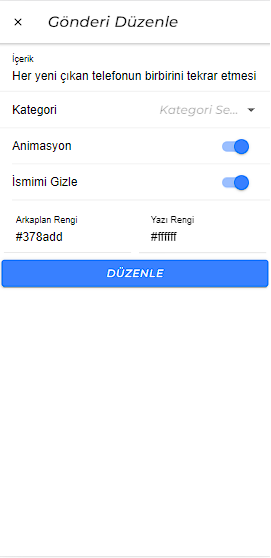 × Gönderi Düzenle
İçerik
Her yeni çıkan telefonun birbirini tekrar etmesi
Kategori Kategori Se...
Animasyon
İsmimi Gizle
Arkaplan Rengi Yazı Rengi
#378add #ffffff
DÜZENLE